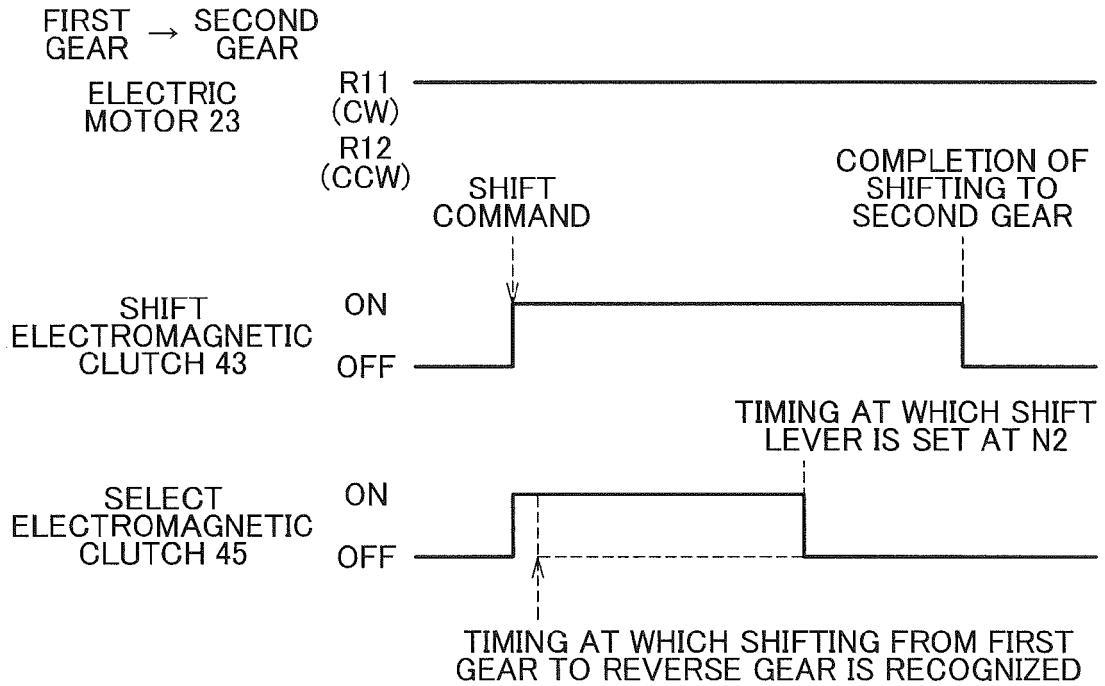 FIRST GEAR → SECOND GEAR
ELECTRIC
MOTOR 23
R11
(CW)
R12
(CCW)
SHIFT
COMMAND
COMPLETION OF
SHIFTING TO
SECOND GEAR
SHIFT
ELECTROMAGNETIC
CLUTCH 43
ON
OFF
TIMING AT WHICH SHIFT
LEVER IS SET AT N2
SELECT
ELECTROMAGNETIC
CLUTCH 45
ON
OFF
TIMING AT WHICH SHIFTING FROM FIRST
GEAR TO REVERSE GEAR IS RECOGNIZED